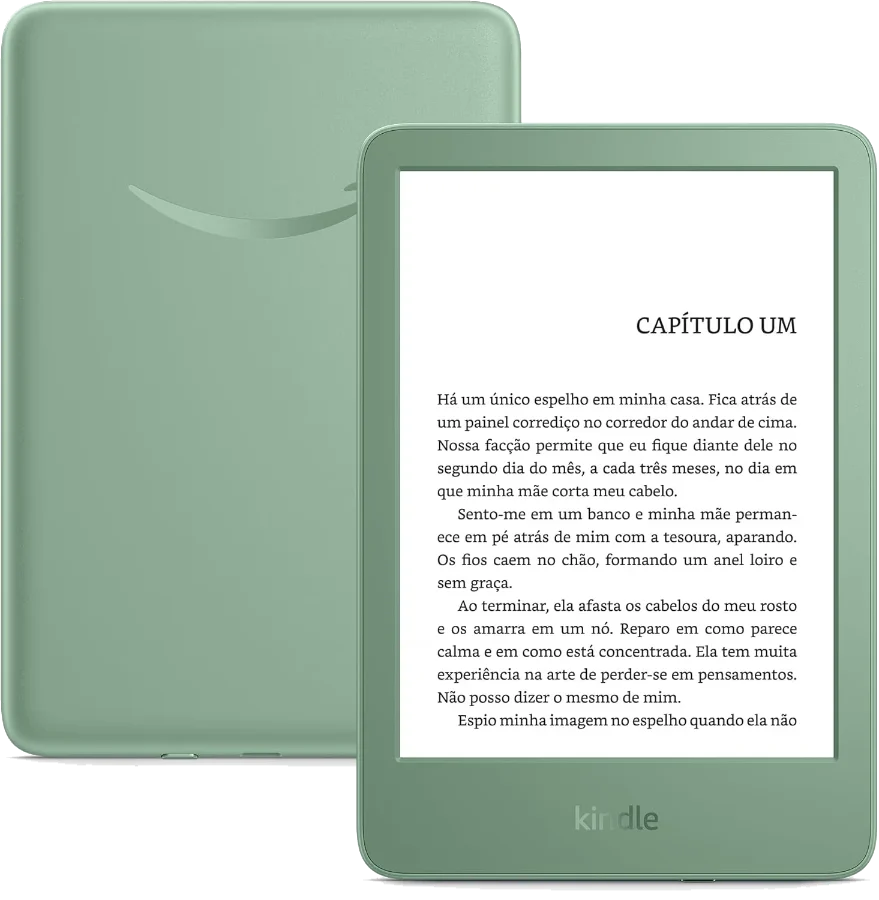 CAPÍTULO UM
Há um único espelho em minha casa. Fica atrás de
um painel corrediço no corredor do andar de cima.
Nossa facção permite que eu fique diante dele no
segundo dia do mês, a cada três meses, no dia em
que minha mãe corta meu cabelo.
Sento-me em um banco e minha mãe perman-
ece em pé atrás de mim com a tesoura, aparando.
Os fios caem no chão, formando um anel loiro e
sem graça.
Ao terminar, ela afasta os cabelos do meu rosto
e os amarra em um nó. Reparo em como parece
calma e em como está concentrada. Ela tem muita
experiência na arte de perder-se em pensamentos.
Não posso dizer o mesmo de mim.
Espio minha imagem no espelho quando ela não
kindle